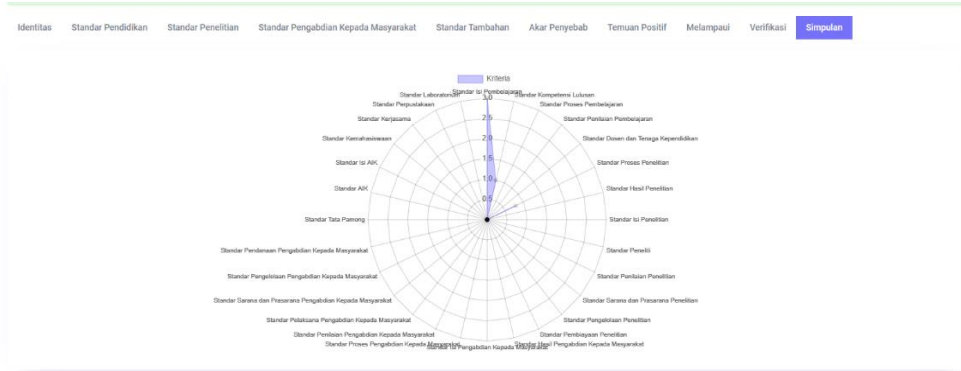 Identitas Standar Pendidikan Standar Penelitian Standar Pengabdian Kepada Masyarakat Standar Tambahan Akar Penyebab Temuan Positif Melampaui Verifikasi Simpulan
Kriteria
Standar Isi Pembelajaran
Standar Kompetensi Lulusan
Standar Proses Pembelajaran
Standar Penilaian Pembelajaran
Standar Dosen dan Tenaga Kependidikan
Standar Proses Penelitian
Standar Hasil Penelitian
Standar Isi Penelitian
Standar Peneliti
Standar Penilaian Penelitian
Standar Sarana dan Prasarana Penelitian
Standar Pengelolaan Penelitian
Standar Pembiayaan Penelitian
Standar Hasil Pengabdian Kepada Masyarakat
Standar Isi Pengabdian Kepada Masyarakat
Standar Proses Pengabdian Kepada Masyarakat
Standar Penilaian Pengabdian Kepada Masyarakat
Standar Pelaksana Pengabdian Kepada Masyarakat
Standar Sarana dan Prasarana Pengabdian Kepada Masyarakat
Standar Pengelolaan Pengabdian Kepada Masyarakat
Standar Pendanaan Pengabdian Kepada Masyarakat
Standar Tata Pamong
Standar AIK
Standar Isi AIK
Standar Kemahasiswaan
Standar Kerjasama
Standar Perpustakaan
Standar Laboratorium
3.0
2.5
2.0
1.5
1.0
0.5